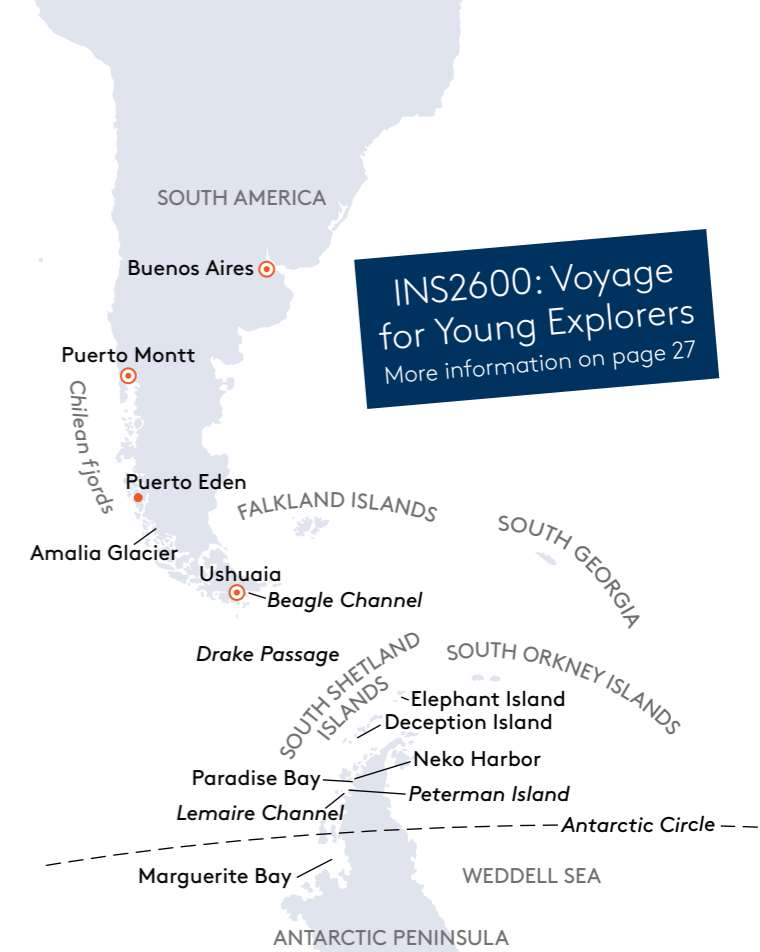 SOUTH AMERICA
Buenos Aires
INS2600: Voyage
for Young Explorers
More information on page 27
Puerto Montt
Chilean fjords
Puerto Eden
FALKLAND ISLANDS
SOUTH GEORGIA
Amalia Glacier
Ushuaia
Beagle Channel
Drake Passage
SOUTH SHETLAND
ISLANDS
SOUTH ORKNEY ISLANDS
Elephant Island
Deception Island
Neko Harbor
Paradise Bay
Peterman Island
Lemaire Channel
Antarctic Circle
Marguerite Bay
WEDDELL SEA
ANTARCTIC PENINSULA